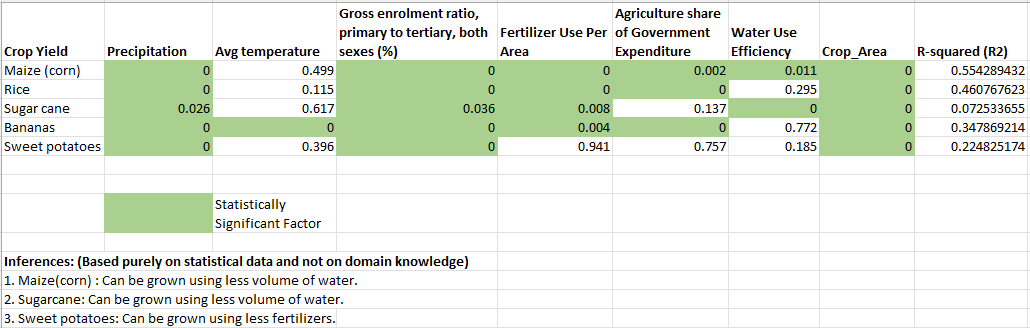 Crop Yield Precipitation Avg temperature Gross enrolment ratio, primary to tertiary, both sexes (%) Fertilizer Use Per Area Agriculture share of Government Expenditure Water Use Efficiency Crop_Area R-squared (R2)
Maize (corn) 0 0.499 0 0 0.002 0.011 0 0.554289432
Rice 0 0.115 0 0 0 0.295 0 0.460767623
Sugar cane 0.026 0.617 0.036 0.008 0.137 0 0 0.072533655
Bananas 0 0 0 0.004 0 0.772 0 0.347869214
Sweet potatoes 0 0.396 0 0.941 0.757 0.185 0 0.224825174
Statistically
Significant Factor
Inferences: (Based purely on statistical data and not on domain knowledge)
1. Maize(corn) : Can be grown using less volume of water.
2. Sugarcane: Can be grown using less volume of water.
3. Sweet potatoes: Can be grown using less fertilizers.